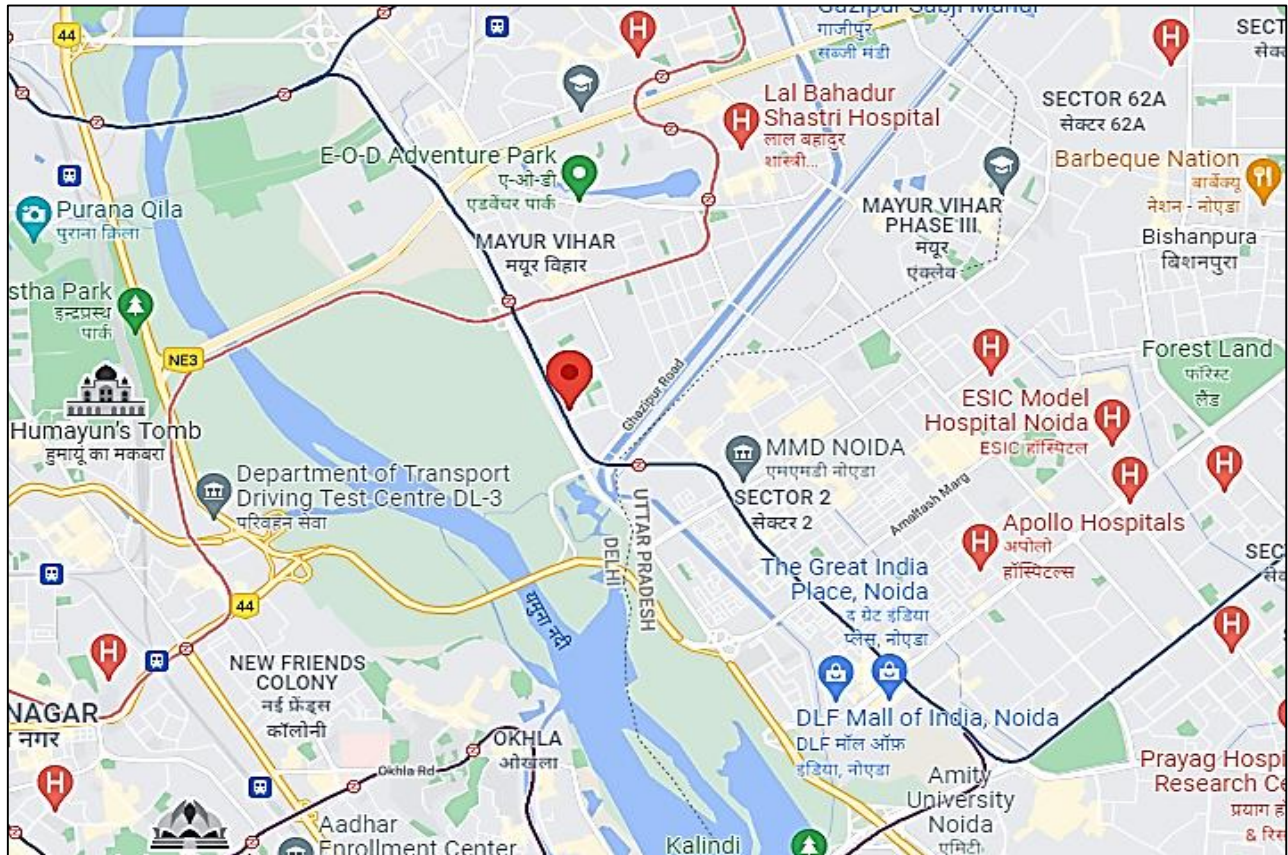 44
Gazipur Sabji Mandi
गाजीपुर
सब्जी मंडी
H
H
Lal Bahadur
Shastri Hospital
लाल बहादुर
शास्त्री...
H
SECTOR 62A
सेक्टर 62A
E-O-D Adventure Park
ए-ओ-डी
एडवेंचर पार्क
Barbeque Nation
बार्बेक्यू
नेशन - नोएडा
Purana Qila
पुराना क़िला
MAYUR VIHAR
मयूर विहार
MAYUR VIHAR
PHASE III
मयूर
एंक्लेव
Bishanpura
बिशनपुरा
stha Park
इन्द्रप्रस्थ
पार्क
NE3
Ghazipur Road
H
Forest Land
फॉरेस्ट
लैंड
ESIC Model
Hospital Noida
ESIC हॉस्पिटल
H
H
H
Humayun's Tomb
हुमायूं का मकबरा
MMD NOIDA
एमएमडी नोएडा
Department of Transport
Driving Test Centre DL-3
परिवहन सेवा
SECTOR 2
सेक्टर 2
Amaltash Marg
UTTAR PRADESH
DELHI
Apollo Hospitals
अपोलो
हॉस्पिटल्स
H
The Great India
Place, Noida
द ग्रेट इंडिया
प्लेस, नोएडा
यमुना नदी
44
H
H
NEW FRIENDS
COLONY
नई फ्रेंड्स
कॉलोनी
NAGAR
नगर
DLF Mall of India, Noida
DLF मॉल ऑफ़
इंडिया, नोएडा
OKHLA
ओखला
Okhla Rd
H
Amity
University
Noida
एमिटी
Prayag Hospi
Research Ce
प्रयाग हॉ
& रिस
Aadhar
Enrollment Center
Kalindi